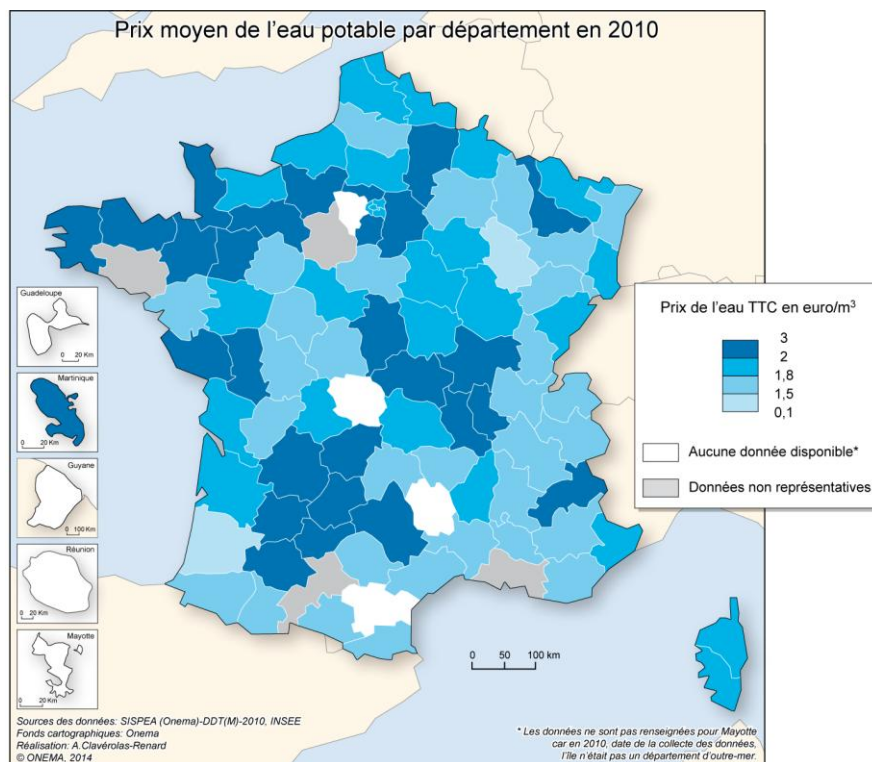 Prix moyen de l'eau potable par département en 2010
Guadeloupe
0 20 Km
Martinique
0 20 Km
Guyane
0 100 Km
Réunion
0 20 Km
Mayotte
0 20 Km
Prix de l'eau TTC en euro/m³
3
2
1,8
1,5
0,1
Aucune donnée disponible*
Données non représentatives
0 50 100 km
Sources des données: SISPEA (Onema)-DDT(M)-2010, INSEE
Fonds cartographiques: Onema
Réalisation: A.Clavérolas-Renard
© ONEMA, 2014
* Les données ne sont pas renseignées pour Mayotte
car en 2010, date de la collecte des données,
l'île n'était pas un département d'outre-mer.